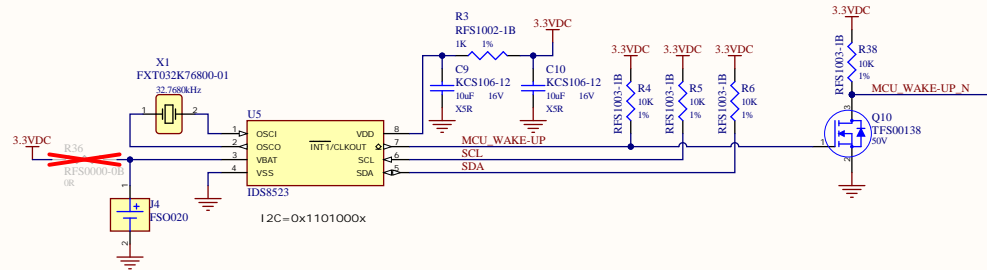 R3
RFS1002-1B
1K 1%
3.3VDC
C9
KCS106-12
10uF 16V
X5R
C10
KCS106-12
10uF 16V
X5R
3.3VDC
3.3VDC
3.3VDC
RFS1003-1B
R4
10K
1%
RFS1003-1B
R5
10K
1%
RFS1003-1B
R6
10K
1%
3.3VDC
RFS1003-1B
R38
10K
1%
MCU_WAKE-UP_N
X1
FXT032K76800-01
32.7680kHz
1
2
3.3VDC
R36
RFS0000-0B
0R
U5
1
OSCI
2
OSCO
3
VBAT
4
VSS
VDD
8
INT1/CLKOUT
7
SCL
6
SDA
5
MCU_WAKE-UP
SCL
SDA
IDS8523
I2C=0x1101000x
1
J4
FSO020
+
2
3
Q10
TFS00138
50V
1
2